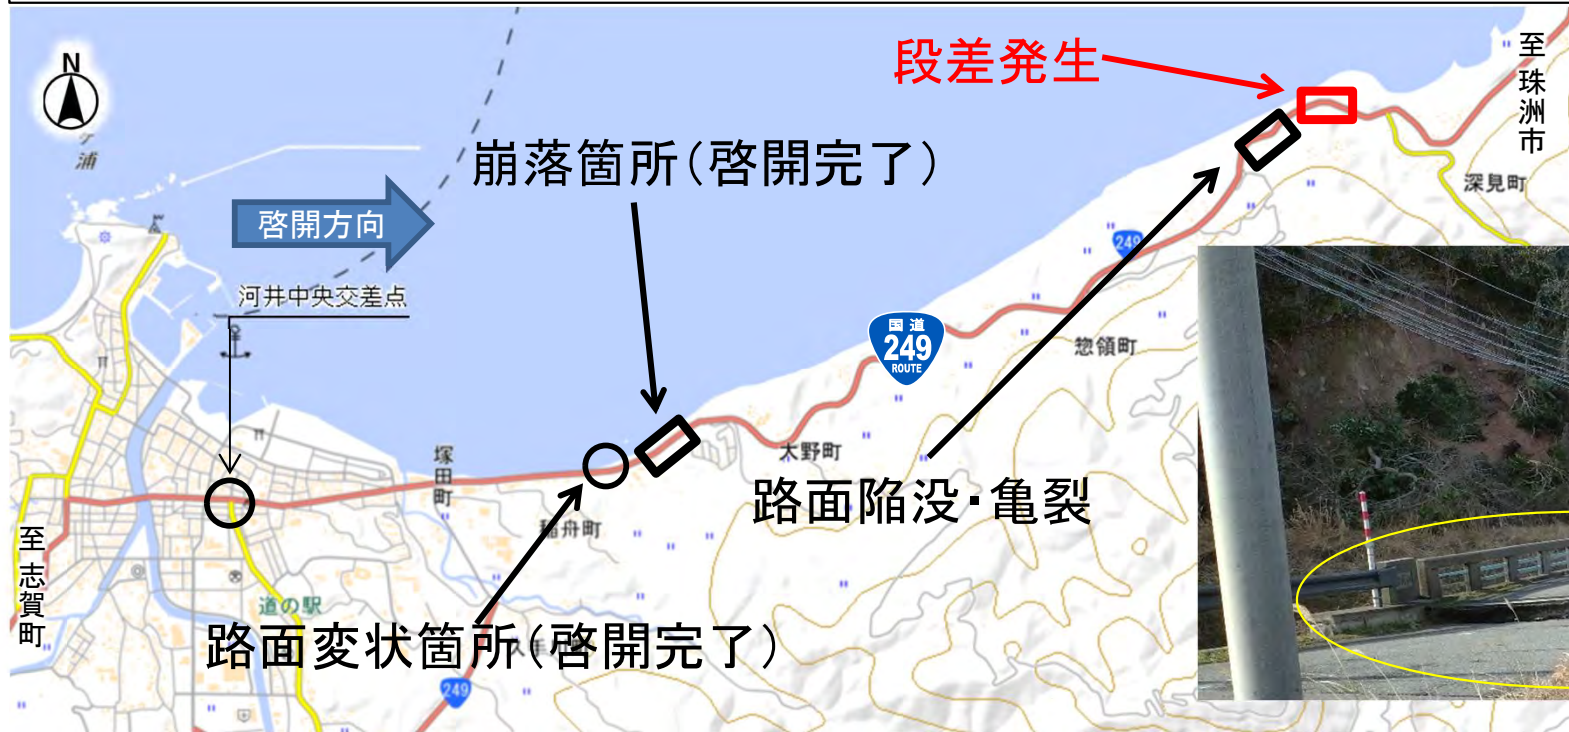 N
ケ
浦
段差発生
至珠洲市
崩落箇所(啓開完了)
深見町
啓開方向
249
河井中央交差点
国道
249
ROUTE
惣領町
大野町
塚田町
路面陥没・亀裂
稲舟町
至志賀町
道の駅
路面変状箇所(啓開完了)
249